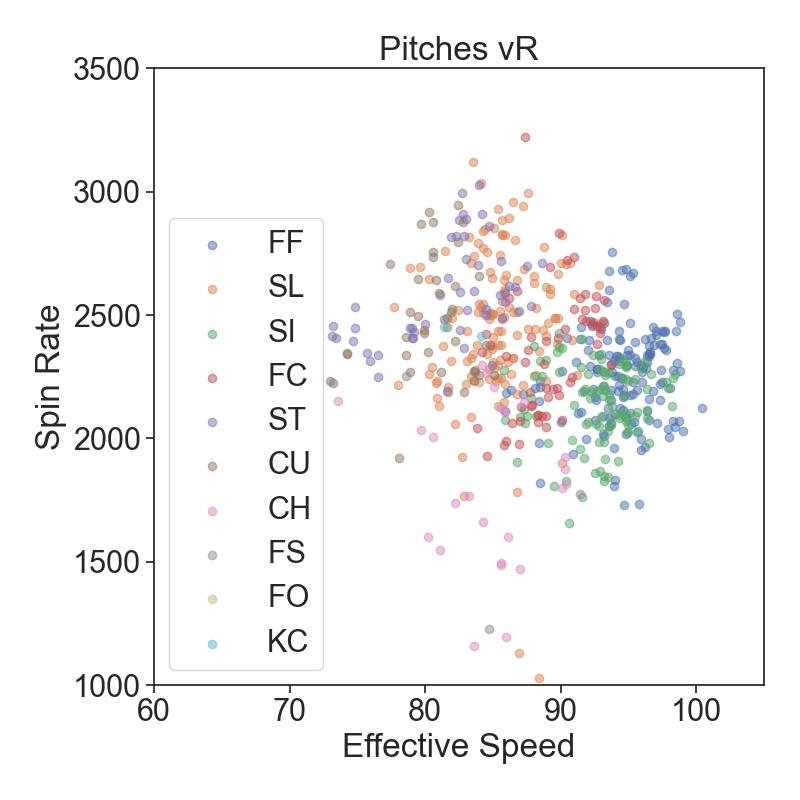 Pitches vR
3500
3000
2500
2000
1500
1000
Spin Rate
FF
SL
SI
FC
ST
CU
CH
FS
FO
KC
60 70 80 90 100
Effective Speed